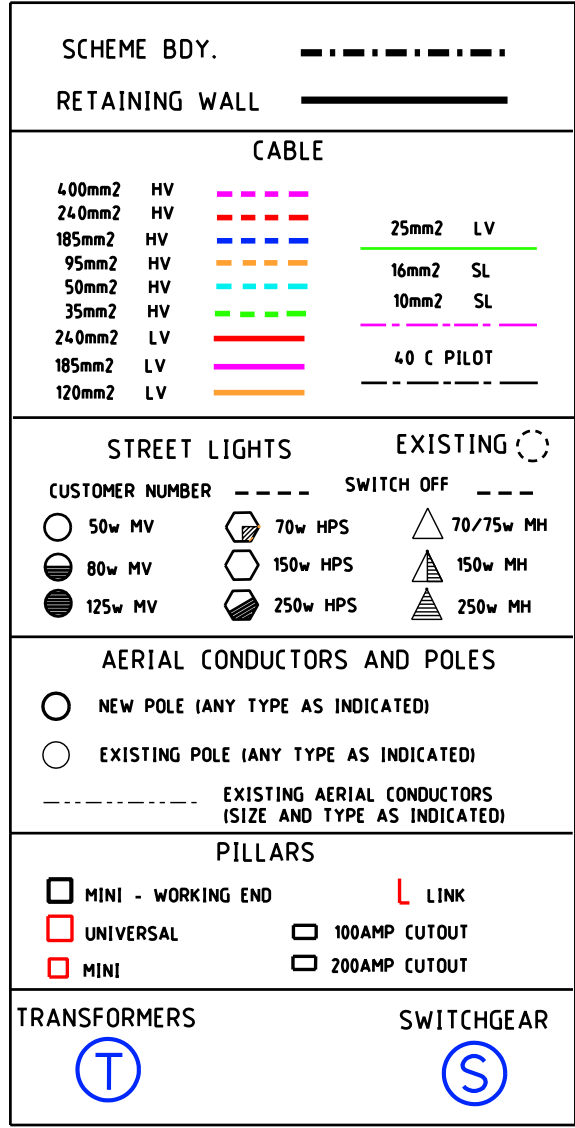 SCHEME BDY.
RETAINING WALL
CABLE
400mm2 HV
240mm2 HV
185mm2 HV
95mm2 HV
50mm2 HV
35mm2 HV
240mm2 LV
185mm2 LV
120mm2 LV
25mm2 LV
16mm2 SL
10mm2 SL
40 C PILOT
STREET LIGHTS
EXISTING
CUSTOMER NUMBER
SWITCH OFF
50w MV
70w HPS
70/75w MH
80w MV
150w HPS
150w MH
125w MV
250w HPS
250w MH
AERIAL CONDUCTORS AND POLES
NEW POLE (ANY TYPE AS INDICATED)
EXISTING POLE (ANY TYPE AS INDICATED)
EXISTING AERIAL CONDUCTORS
(SIZE AND TYPE AS INDICATED)
PILLARS
MINI - WORKING END
LINK
UNIVERSAL
100AMP CUTOUT
MINI
200AMP CUTOUT
TRANSFORMERS
SWITCHGEAR
T
S